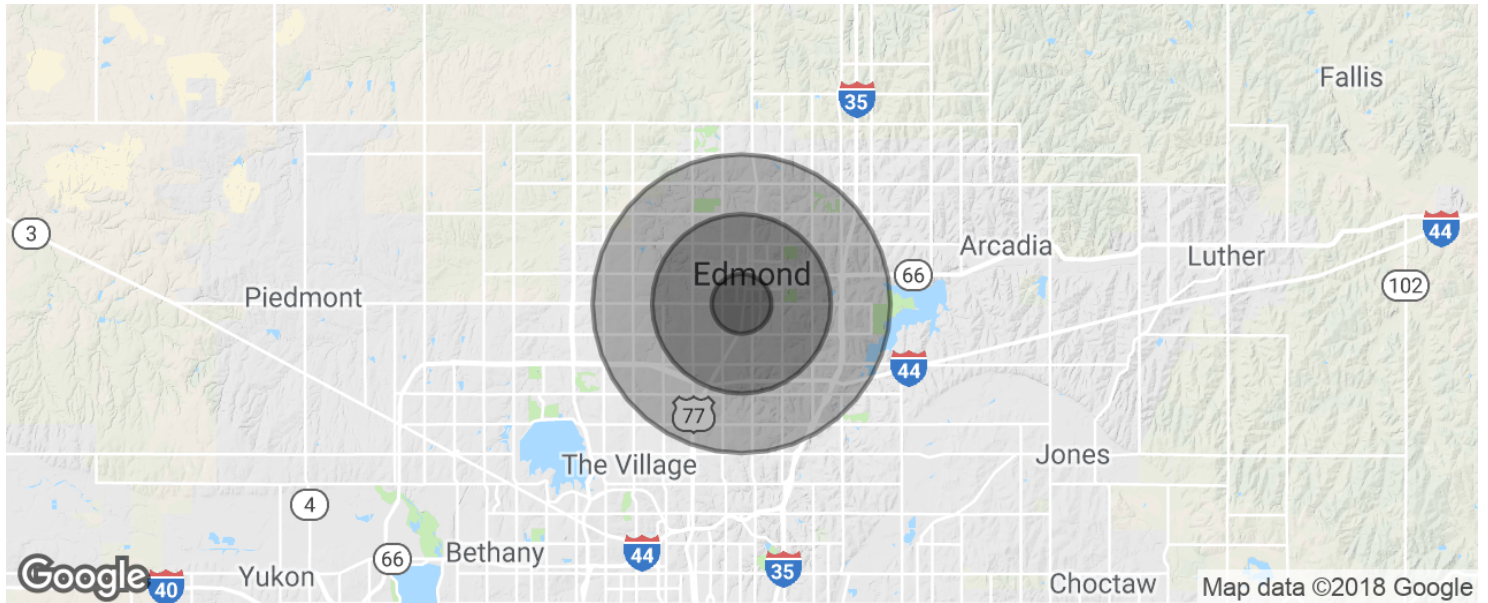 Fallis
35
3
44
Arcadia
Luther
Edmond
66
102
Piedmont
44
77
The Village
Jones
4
Bethany
66
44
35
Google
40
Yukon
Choctaw
Map data ©2018 Google